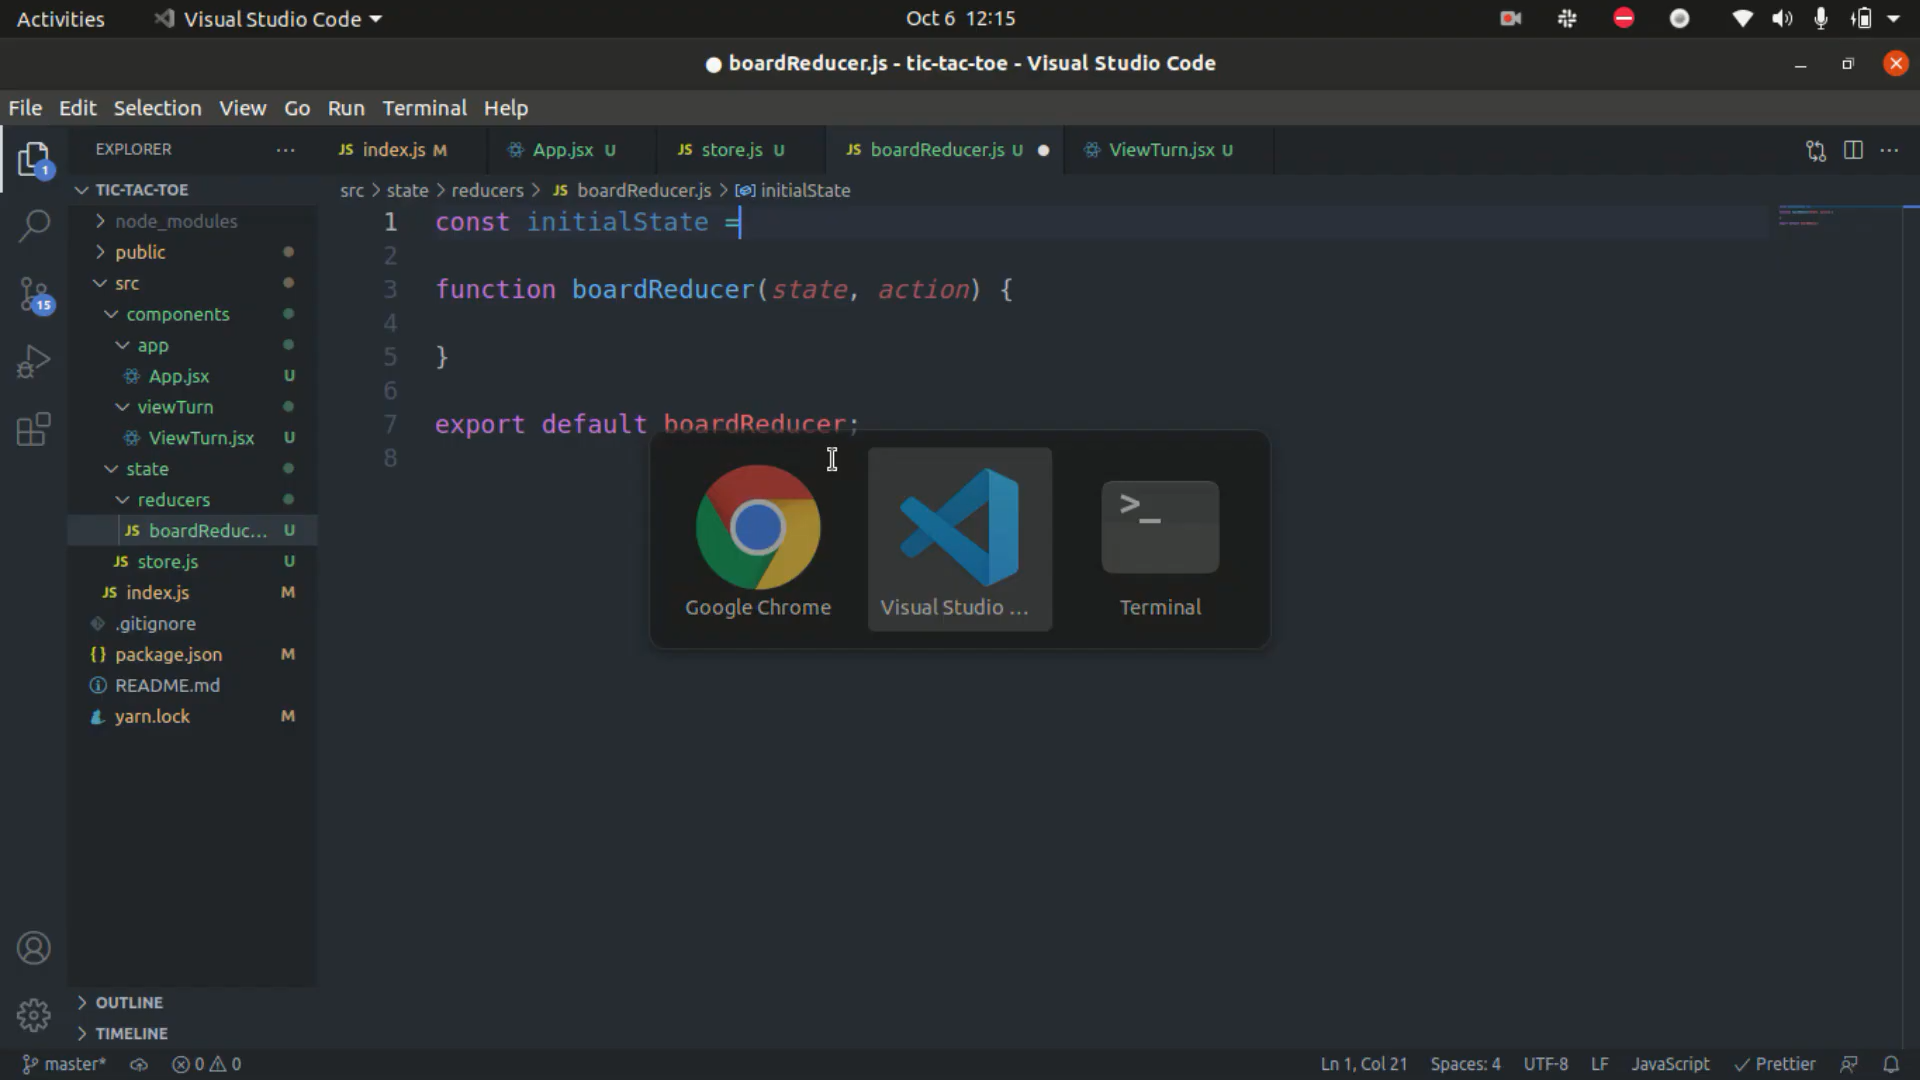 Activities Visual Studio Code Oct 6 12:15
boardReducer.js - tic-tac-toe - Visual Studio Code
File Edit Selection View Go Run Terminal Help
EXPLORER
JS index.js M App.jsx U JS store.js U JS boardReducer.js U ViewTurn.jsx U
1
15
TIC-TAC-TOE
node_modules
public
src
components
app
App.jsx U
viewTurn
ViewTurn.jsx U
state
reducers
JS boardReduc... U
JS store.js U
JS index.js M
.gitignore
{} package.json M
README.md
yarn.lock M
OUTLINE
TIMELINE
src > state > reducers > JS boardReducer.js > initialState
1 const initialState =
2
3 function boardReducer(state, action) {
4
5 }
6
7 export default boardReducer;
8
Google Chrome Visual Studio ... Terminal
master* 0 0 Ln 1, Col 21 Spaces: 4 UTF-8 LF JavaScript Prettier